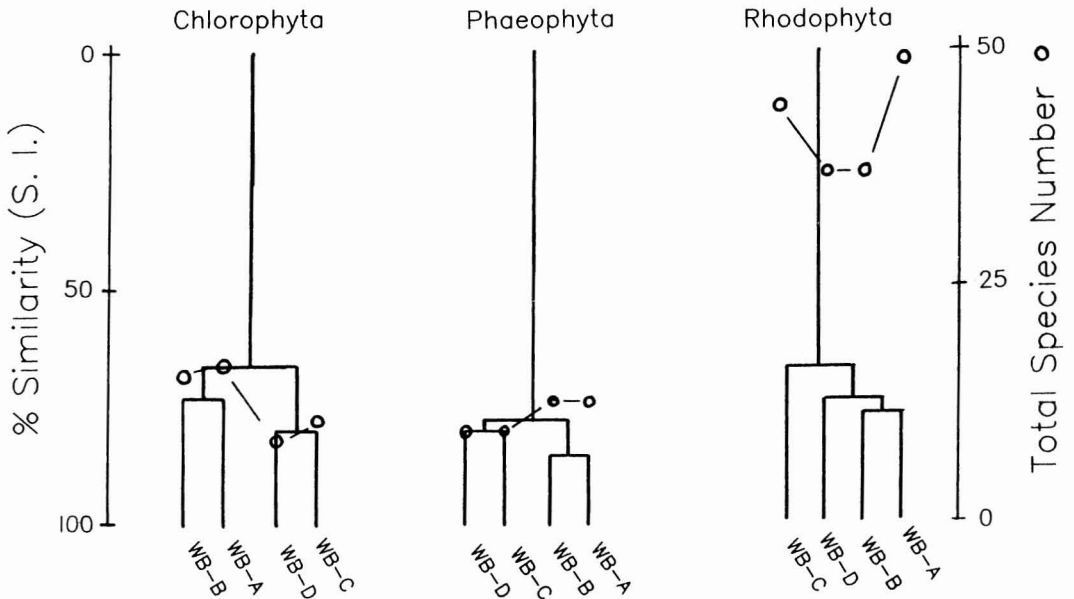 Chlorophyta
Phaeophyta
Rhodophyta
% Similarity (S. I.)
0
50
100
50
25
0
Total Species Number
WB-B
WB-A
WB-D
WB-C
WB-D
WB-C
WB-B
WB-A
WB-C
WB-D
WB-B
WB-A